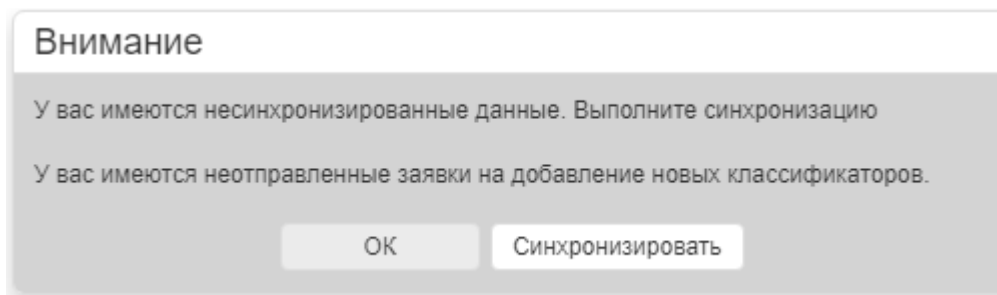 Внимание
У вас имеются несинхронизированные данные. Выполните синхронизацию
У вас имеются неотправленные заявки на добавление новых классификаторов.
ОК
Синхронизировать